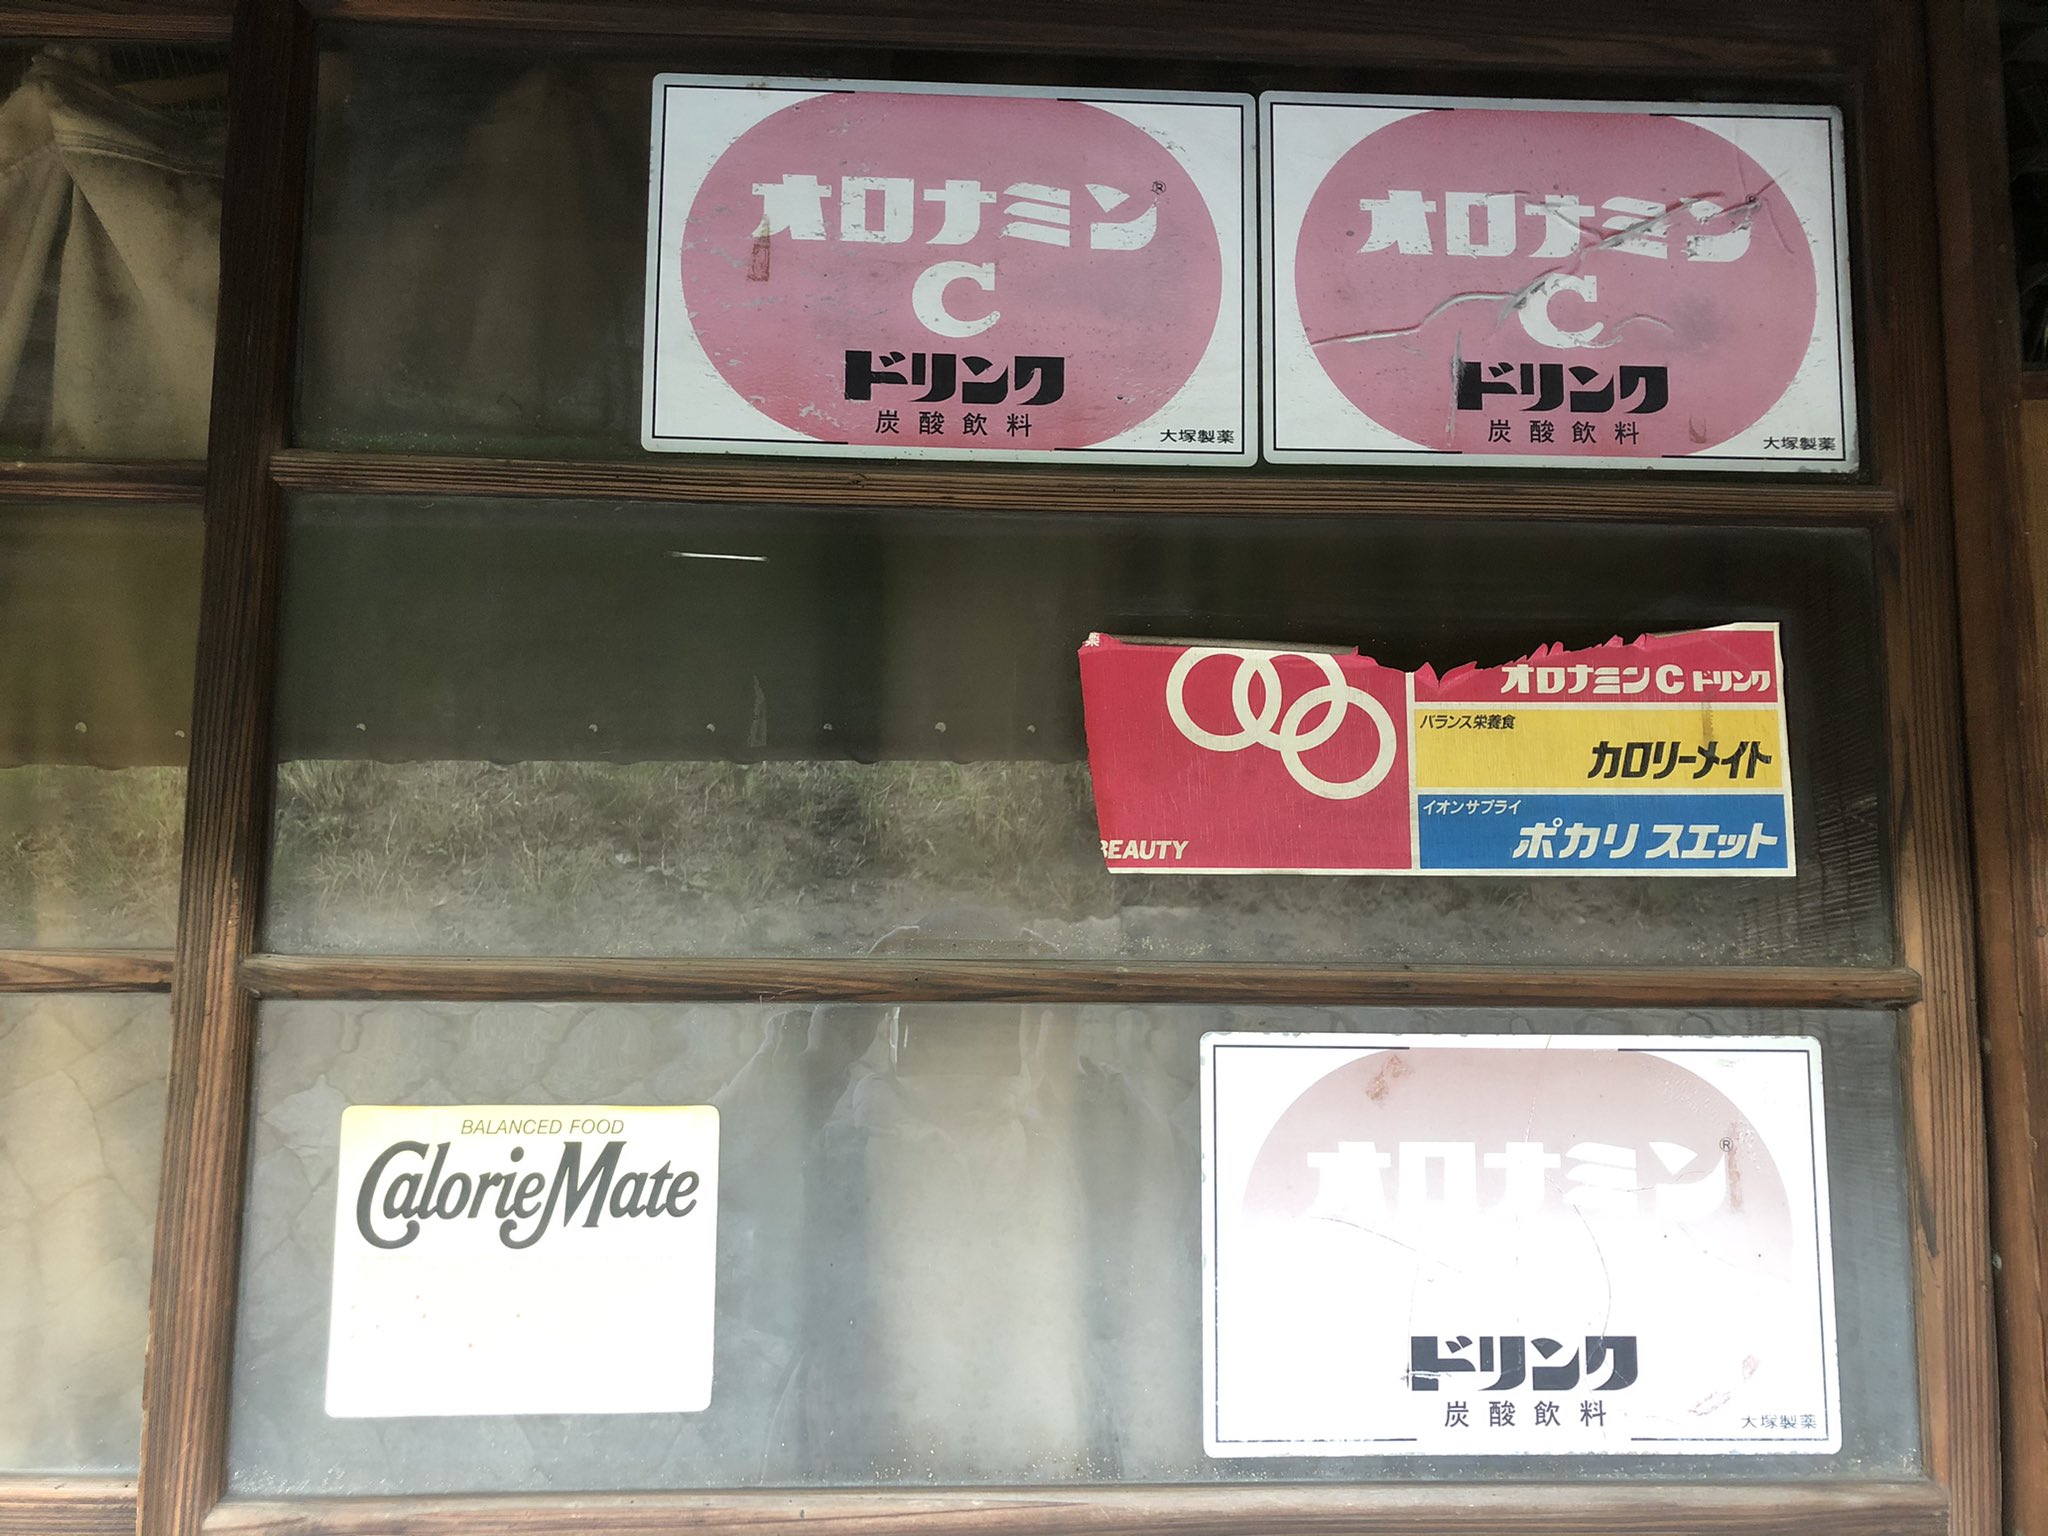 オロナミン®
C
ドリンク
炭酸飲料
大塚製薬
オロナミン®
C
ドリンク
炭酸飲料
大塚製薬
薬
BEAUTY
オロナミンCドリンク
バランス栄養食
カロリーメイト
イオンサプライ
ポカリスエット
BALANCED FOOD
CalorieMate
オロナミン®
ドリンク
炭酸飲料
大塚製薬